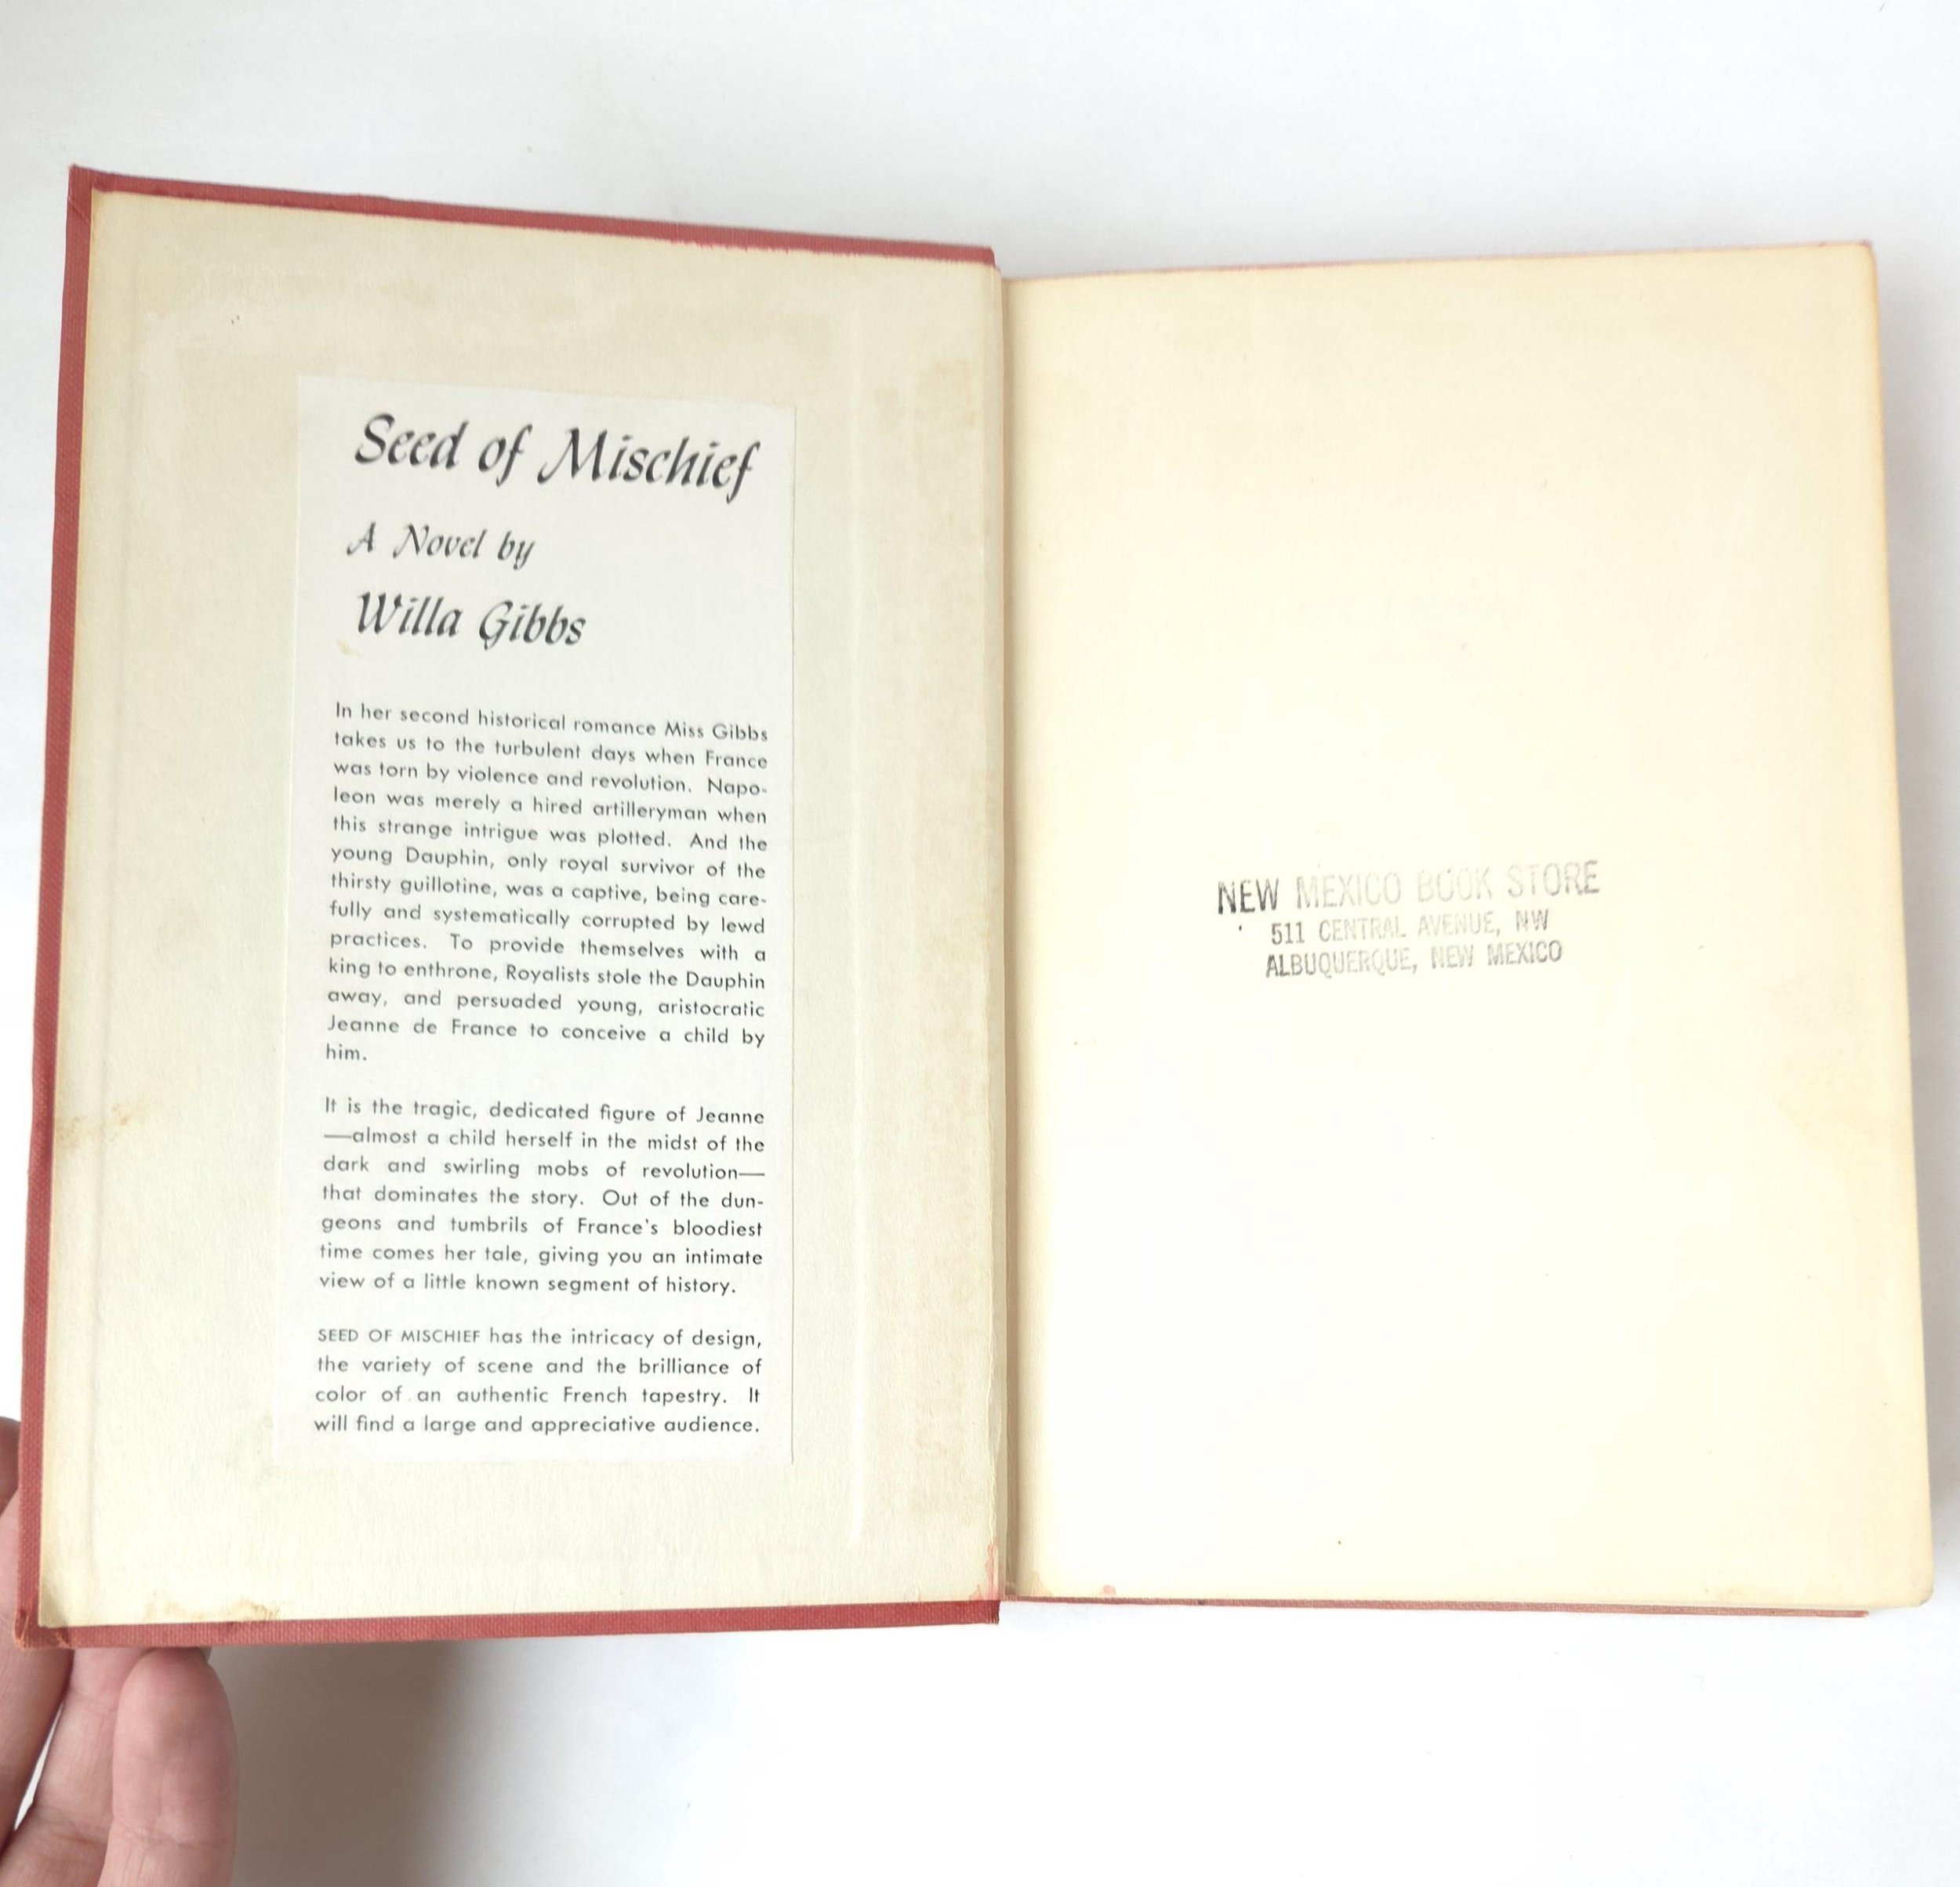 Seed of Mischief
A Novel by
Willa Gibbs
In her second historical romance Miss Gibbs
takes us to the turbulent days when France
was torn by violence and revolution. Napo-
leon was merely a hired artilleryman when
this strange intrigue was plotted. And the
young Dauphin, only royal survivor of the
thirsty guillotine, was a captive, being care-
fully and systematically corrupted by lewd
practices. To provide themselves with a
king to enthrone, Royalists stole the Dauphin
away, and persuaded young, aristocratic
Jeanne de France to conceive a child by
him.
It is the tragic, dedicated figure of Jeanne
—almost a child herself in the midst of the
dark and swirling mobs of revolution—
that dominates the story. Out of the dun-
geons and tumbrils of France's bloodiest
time comes her tale, giving you an intimate
view of a little known segment of history.
SEED OF MISCHIEF has the intricacy of design,
the variety of scene and the brilliance of
color of an authentic French tapestry. It
will find a large and appreciative audience.
NEW MEXICO BOOK STORE
511 CENTRAL AVENUE, NW
ALBUQUERQUE, NEW MEXICO